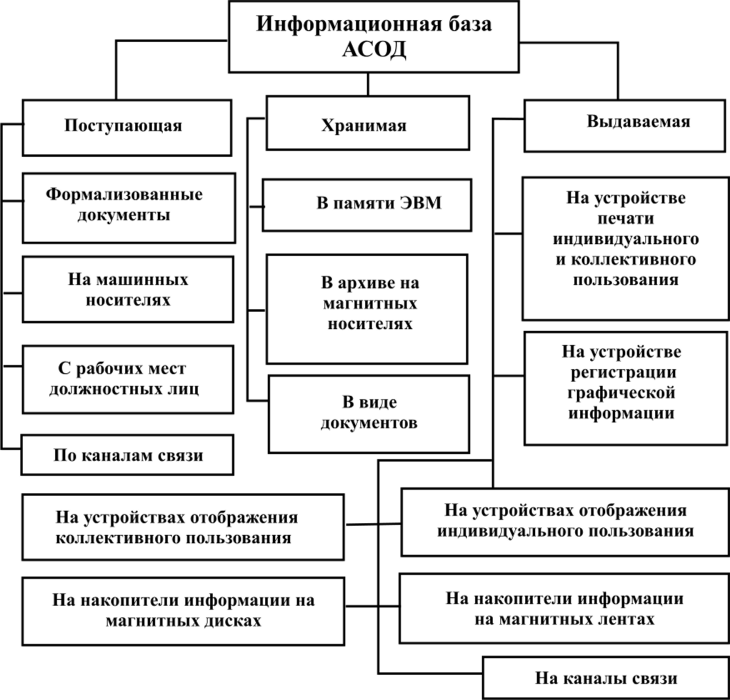 Информационная база
АСОД
Поступающая
Хранимая
Выдаваемая
Формализованные
документы
На машинных
носителях
С рабочих мест
должностных лиц
По каналам связи
В памяти ЭВМ
В архиве на
магнитных
носителях
В виде
документов
На устройстве
печати
индивидуального
и коллективного
пользования
На устройстве
регистрации
графической
информации
На устройствах отображения
коллективного пользования
На устройствах отображения
индивидуального пользования
На накопители информации на
магнитных дисках
На накопители информации
на магнитных лентах
На каналы связи